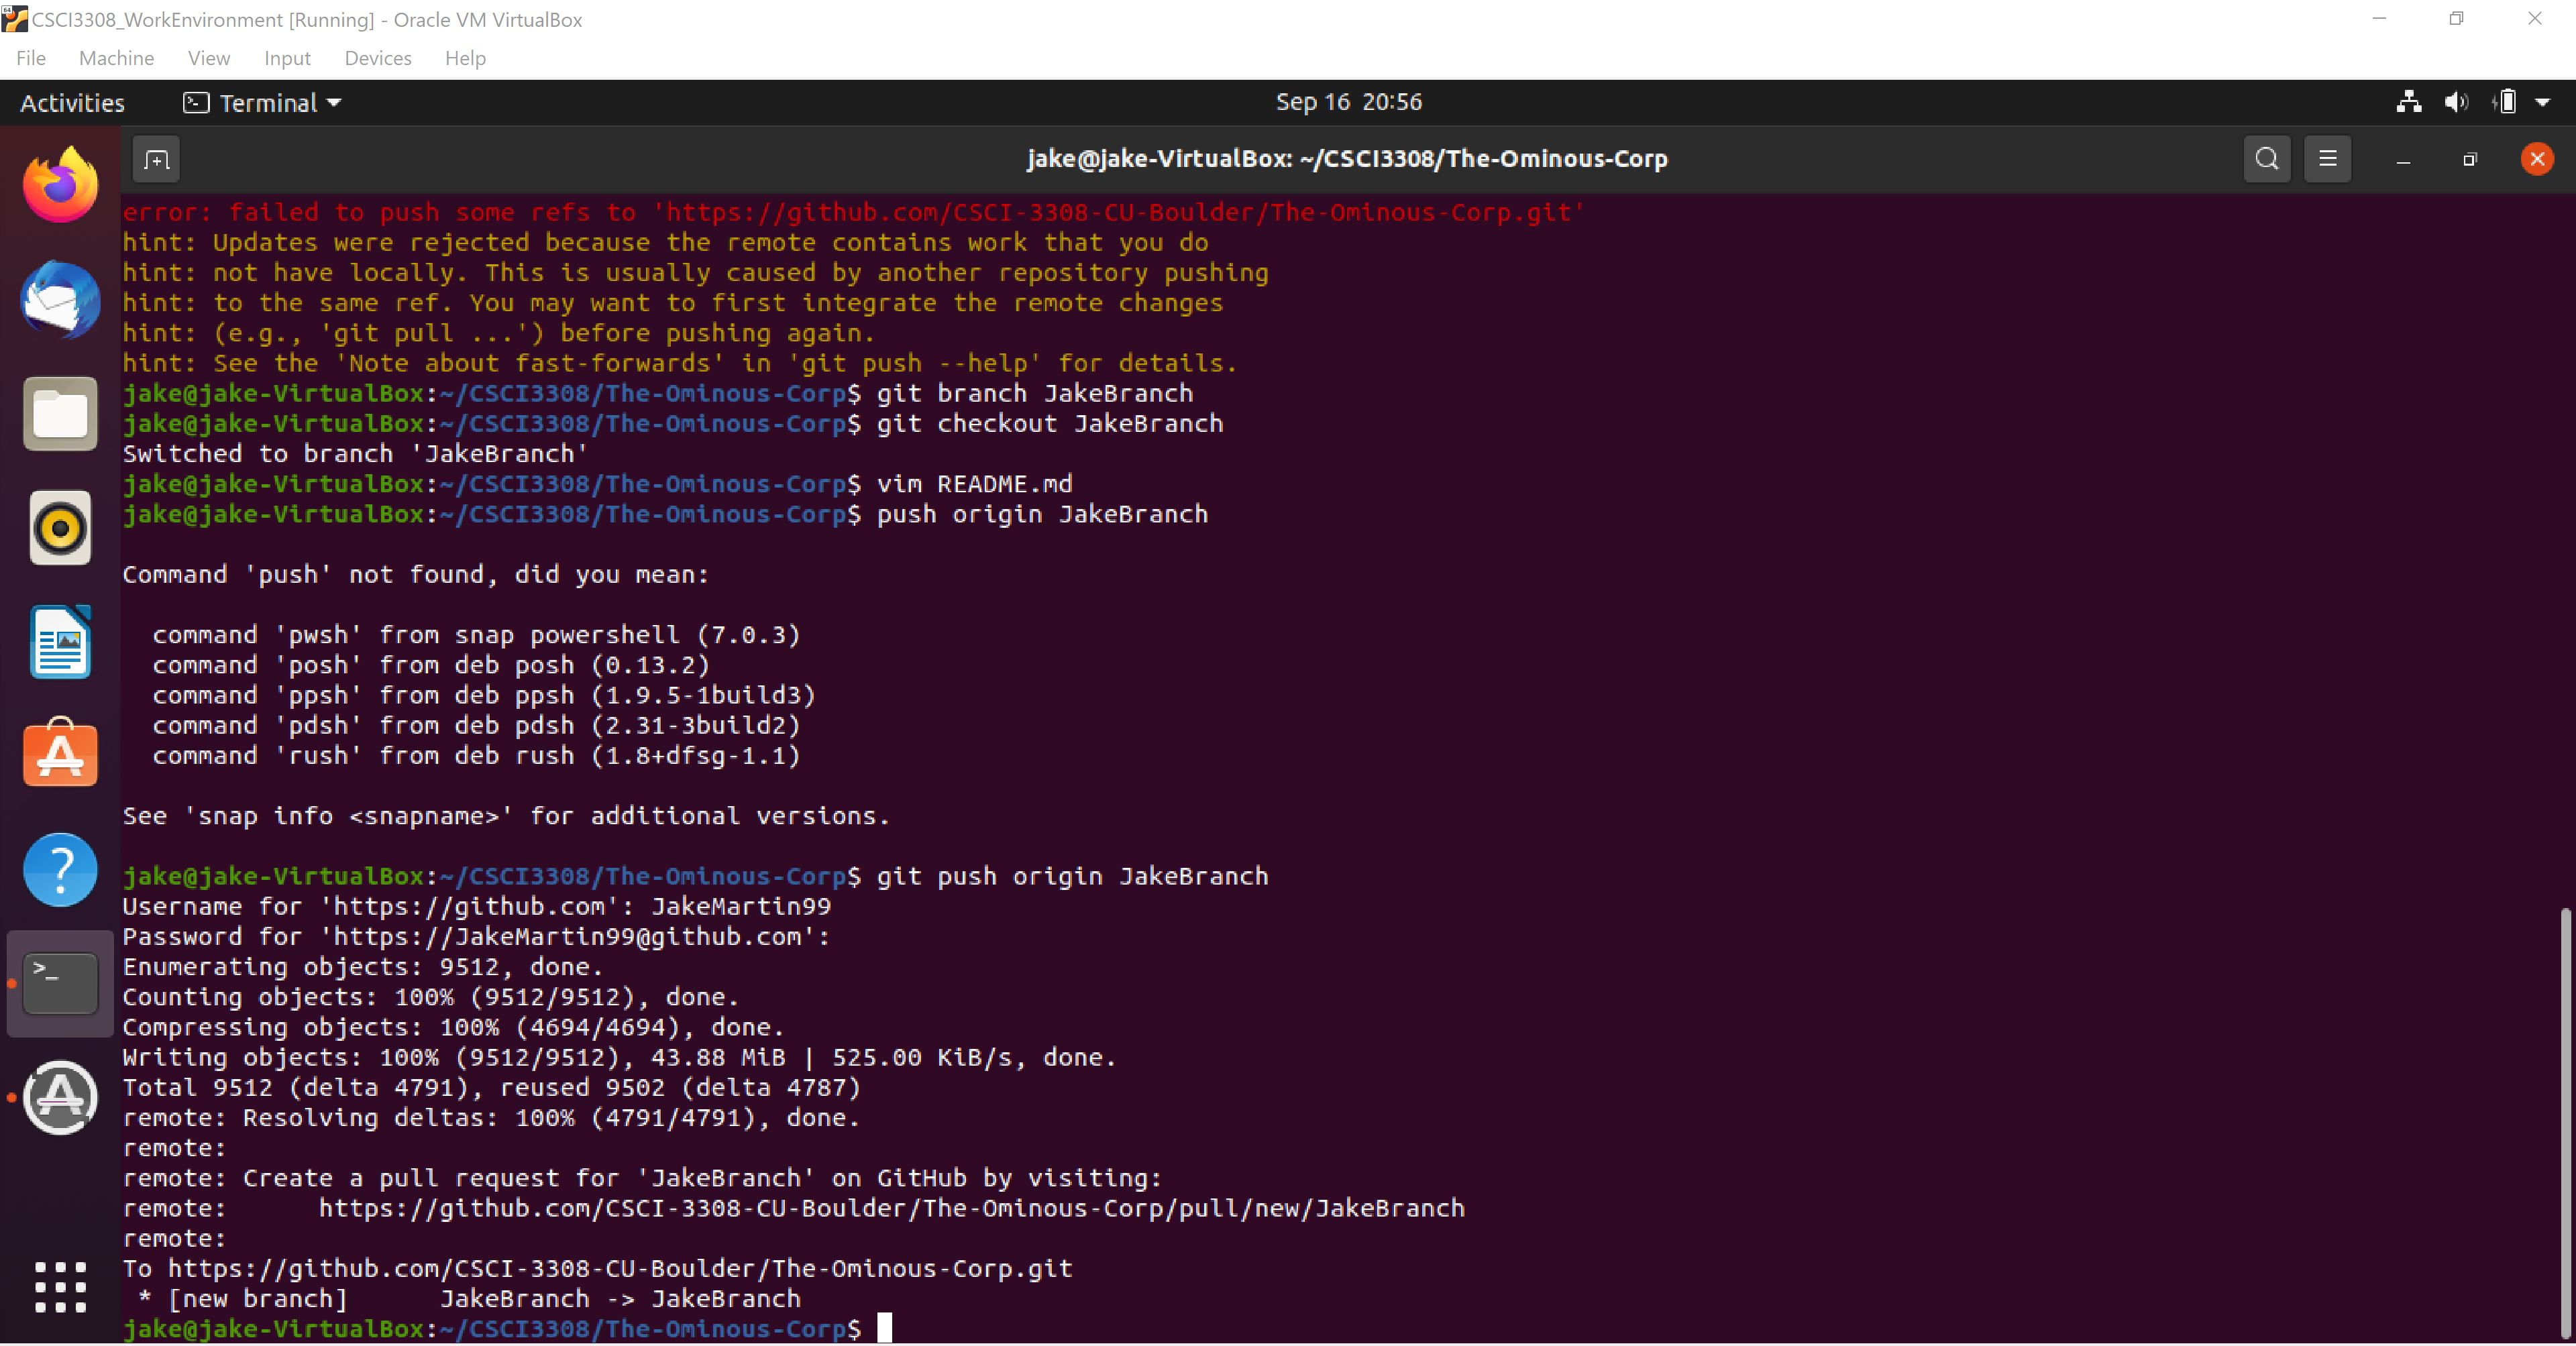 CSCI3308_WorkEnvironment [Running] - Oracle VM VirtualBox
File Machine View Input Devices Help
Activities Terminal Sep 16 20:56
jake@jake-VirtualBox: ~/CSCI3308/The-Ominous-Corp
error: failed to push some refs to 'https://github.com/CSCI-3308-CU-Boulder/The-Ominous-Corp.git'
hint: Updates were rejected because the remote contains work that you do
hint: not have locally. This is usually caused by another repository pushing
hint: to the same ref. You may want to first integrate the remote changes
hint: (e.g., 'git pull ...') before pushing again.
hint: See the 'Note about fast-forwards' in 'git push --help' for details.
jake@jake-VirtualBox:~/CSCI3308/The-Ominous-Corp$ git branch JakeBranch
jake@jake-VirtualBox:~/CSCI3308/The-Ominous-Corp$ git checkout JakeBranch
Switched to branch 'JakeBranch'
jake@jake-VirtualBox:~/CSCI3308/The-Ominous-Corp$ vim README.md
jake@jake-VirtualBox:~/CSCI3308/The-Ominous-Corp$ push origin JakeBranch
Command 'push' not found, did you mean:
command 'pwsh' from snap powershell (7.0.3)
command 'posh' from deb posh (0.13.2)
command 'ppsh' from deb ppsh (1.9.5-1build3)
command 'pdsh' from deb pdsh (2.31-3build2)
command 'rush' from deb rush (1.8+dfsg-1.1)
See 'snap info <snapname>' for additional versions.
jake@jake-VirtualBox:~/CSCI3308/The-Ominous-Corp$ git push origin JakeBranch
Username for 'https://github.com': JakeMartin99
Password for 'https://JakeMartin99@github.com':
Enumerating objects: 9512, done.
Counting objects: 100% (9512/9512), done.
Compressing objects: 100% (4694/4694), done.
Writing objects: 100% (9512/9512), 43.88 MiB | 525.00 KiB/s, done.
Total 9512 (delta 4791), reused 9502 (delta 4787)
remote: Resolving deltas: 100% (4791/4791), done.
remote:
remote: Create a pull request for 'JakeBranch' on GitHub by visiting:
remote:      https://github.com/CSCI-3308-CU-Boulder/The-Ominous-Corp/pull/new/JakeBranch
remote:
To https://github.com/CSCI-3308-CU-Boulder/The-Ominous-Corp.git
* [new branch]      JakeBranch -> JakeBranch
jake@jake-VirtualBox:~/CSCI3308/The-Ominous-Corp$